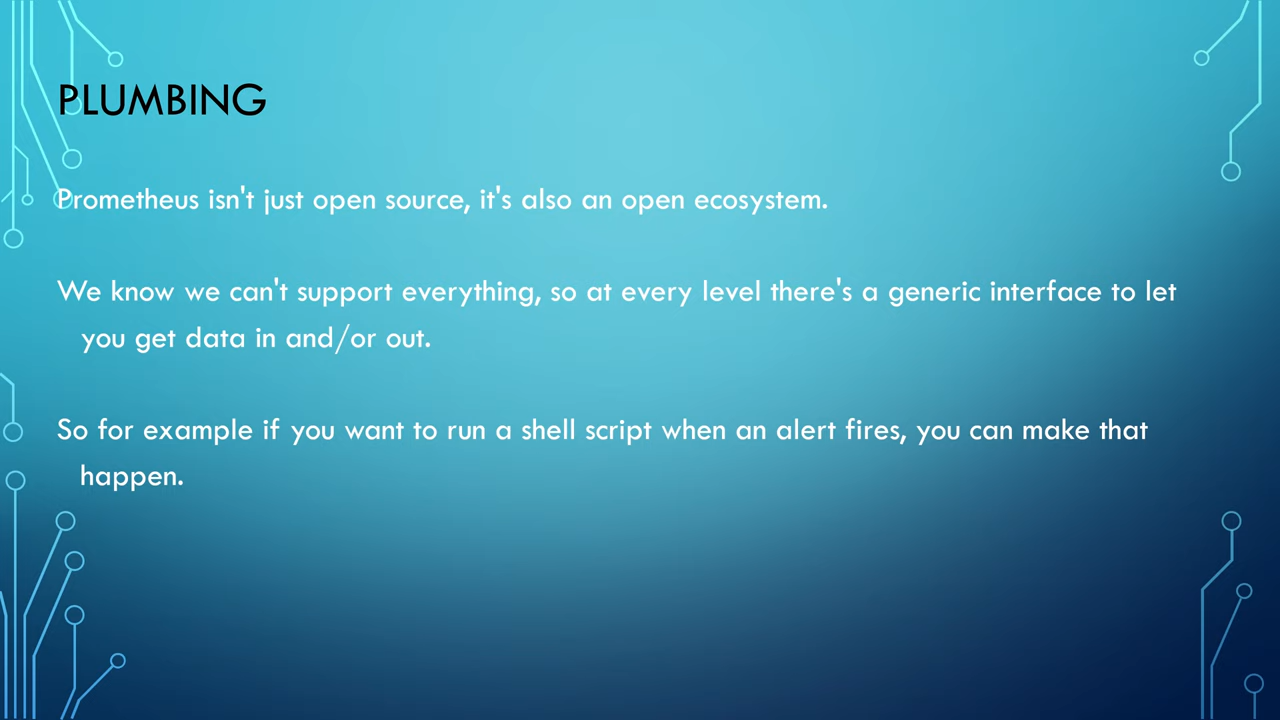 PLUMBING
Prometheus isn't just open source, it's also an open ecosystem.
We know we can't support everything, so at every level there's a generic interface to let
you get data in and/or out.
So for example if you want to run a shell script when an alert fires, you can make that
happen.